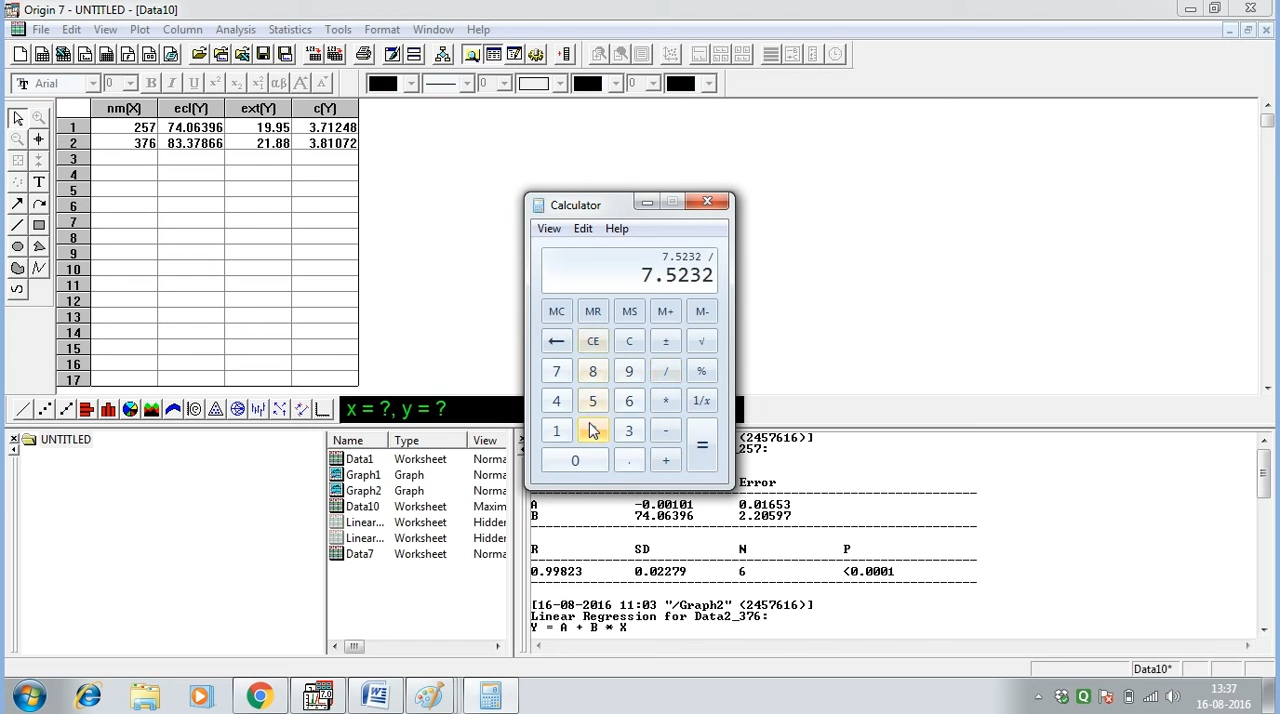 Origin 7 - UNTITLED - [Data10]
File Edit View Plot Column Analysis Statistics Tools Format Window Help
Arial 0 B I U 0 0
nm[X] ecl[Y] ext[Y] c[Y]
1 257 74.06396 19.95 3.71248
2 376 83.37866 21.88 3.81072
3
4
5
6
7
8
9
10
11
12
13
14
15
16
17
Calculator
View Edit Help
7.5232 /
7.5232
MC MR MS M+ M-
← CE C ± √
7 8 9 / %
4 5 6 * 1/x
1 3 - =
0 . +
x = ?, y = ?
UNTITLED
Name Type View
Data1 Worksheet Norma
Graph1 Graph Norma
Graph2 Graph Norma
Data10 Worksheet Maxim
Linear... Worksheet Hidden
Linear... Worksheet Hidden
Data7 Worksheet Norma
(2457616)]
257:
Error
A -0.00101 0.01653
B 74.06396 2.20597
R SD N P
0.99823 0.02279 6 <0.0001
[16-08-2016 11:03 "/Graph2" (2457616)]
Linear Regression for Data2_376:
Y = A + B * X
Data10*
13:37
16-08-2016